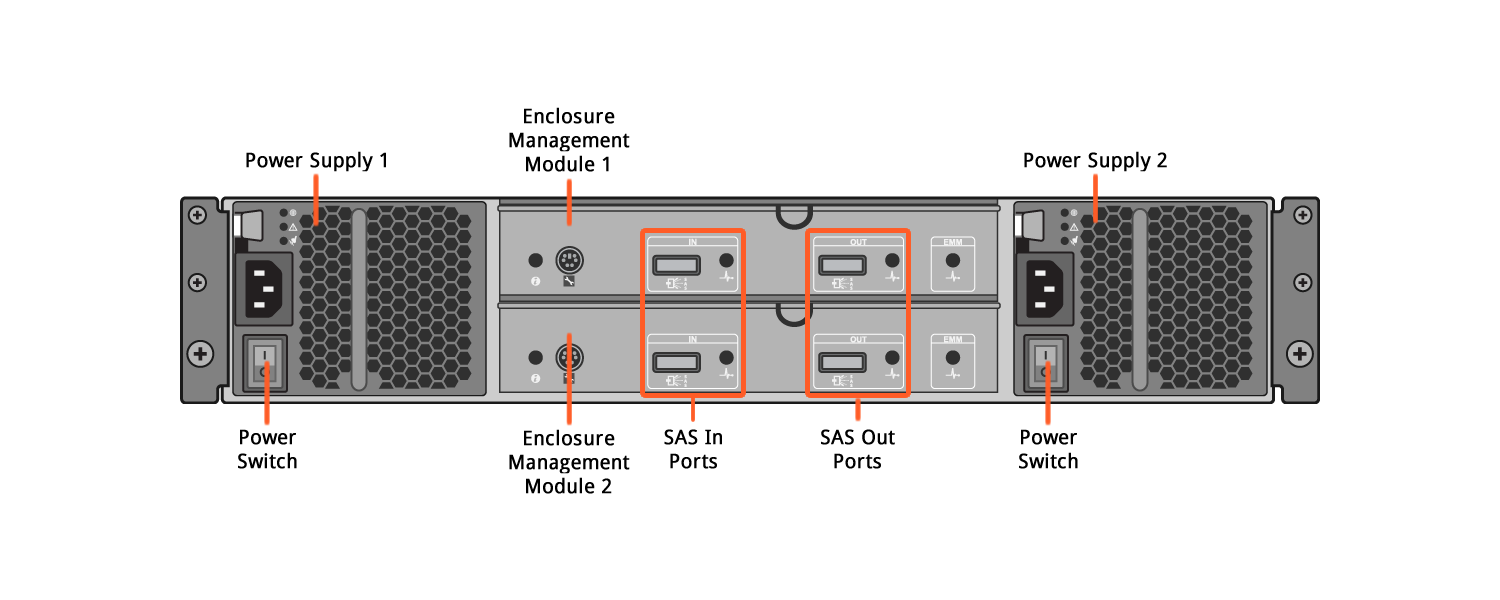 Enclosure
Management
Module 1
Power Supply 1
Power Supply 2
IN
OUT
EMM
IN
OUT
EMM
Power
Switch
Enclosure
Management
Module 2
SAS In
Ports
SAS Out
Ports
Power
Switch